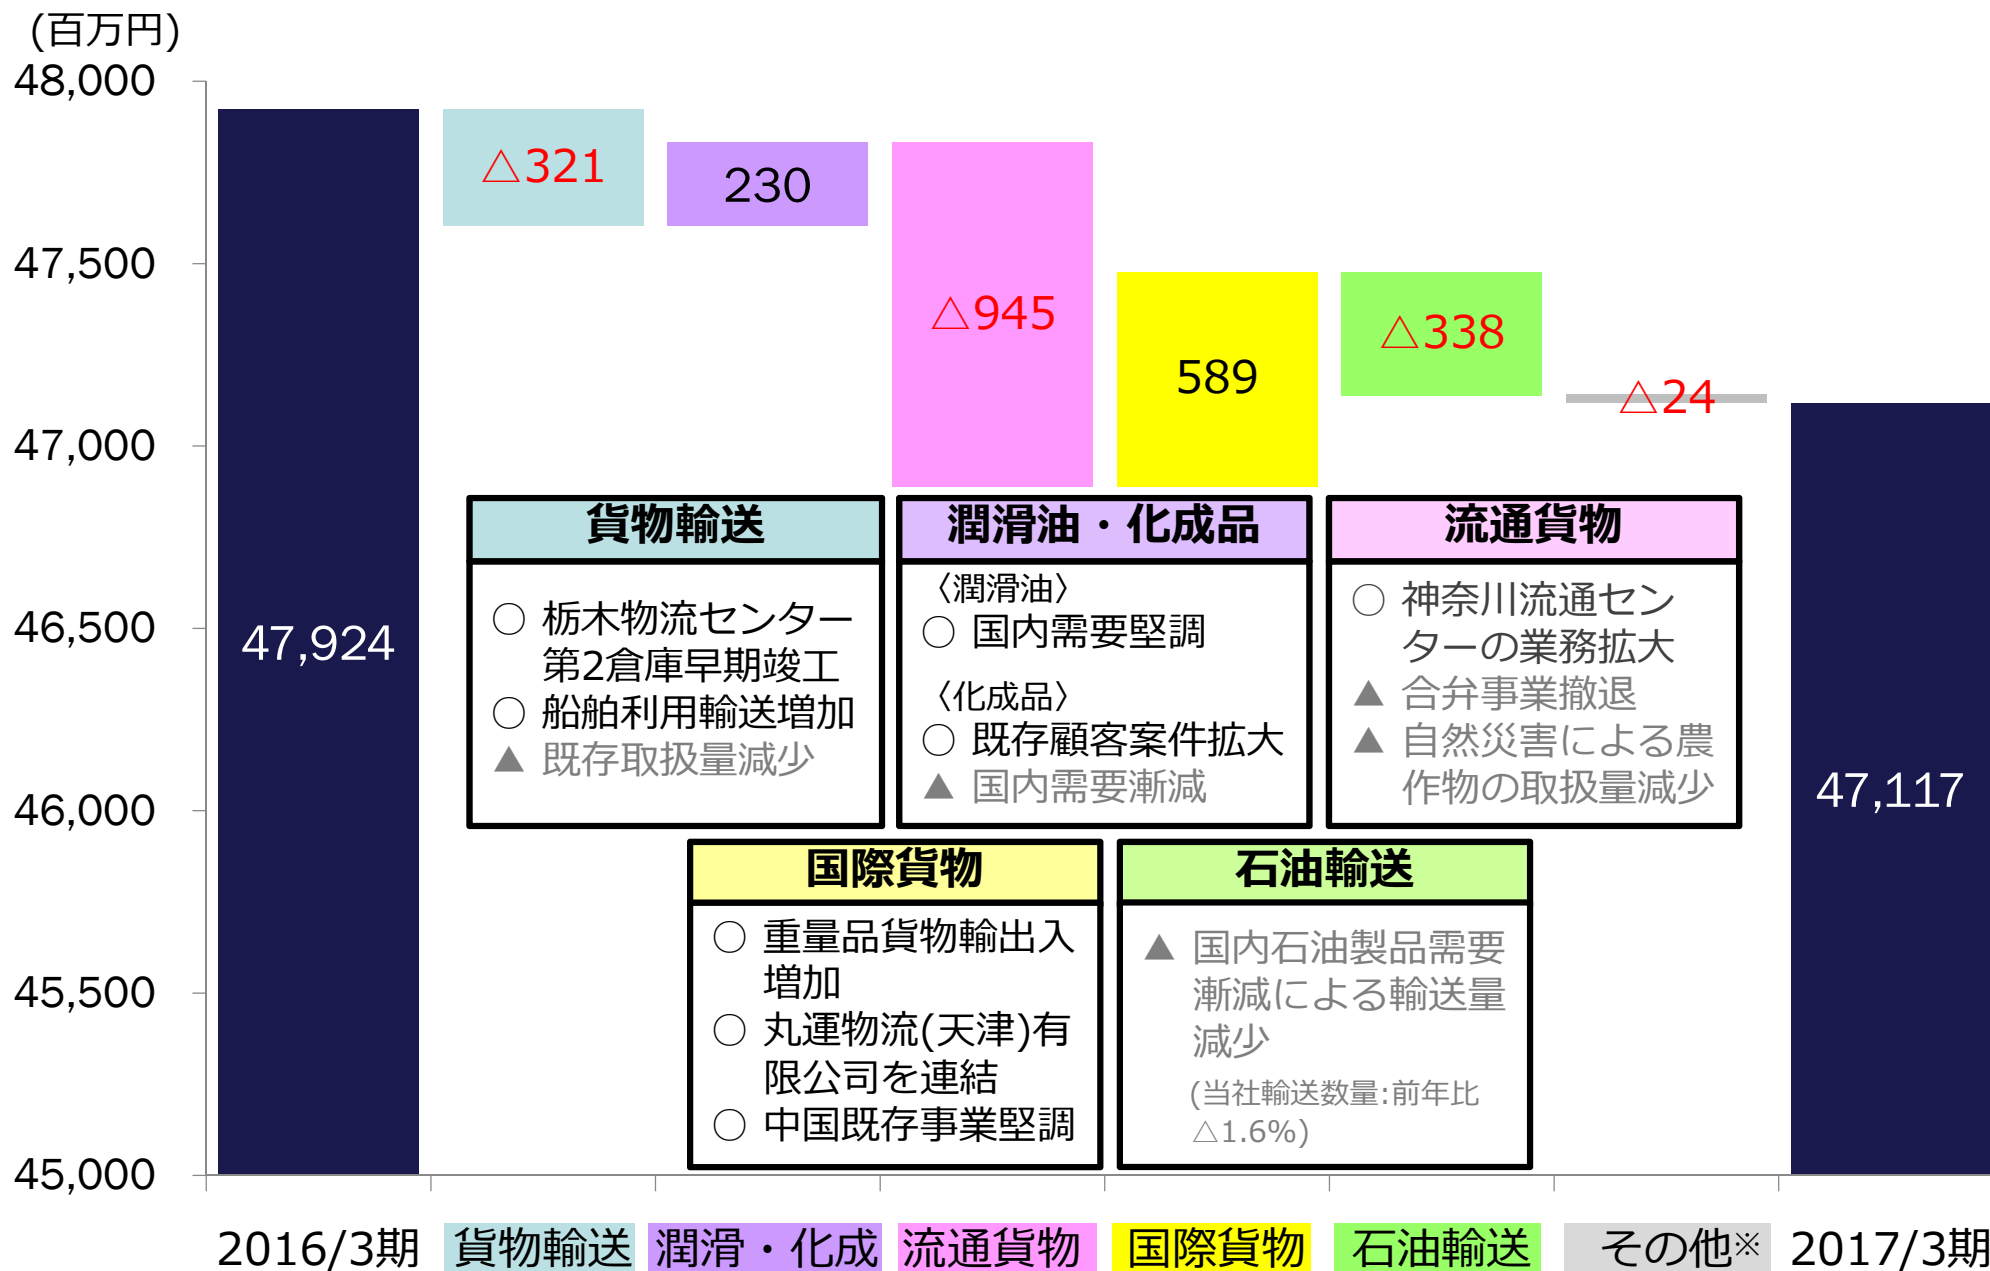 (百万円)
48,000
47,500
47,000
46,500
46,000
45,500
45,000
47,924
△321
230
△945
589
△338
△24
47,117
貨物輸送
○ 栃木物流センター
第2倉庫早期竣工
○ 船舶利用輸送増加
▲ 既存取扱量減少
潤滑油・化成品
〈潤滑油〉
○ 国内需要堅調
〈化成品〉
○ 既存顧客案件拡大
▲ 国内需要漸減
流通貨物
○ 神奈川流通セン
ターの業務拡大
▲ 合弁事業撤退
▲ 自然災害による農
作物の取扱量減少
国際貨物
○ 重量品貨物輸出入
増加
○ 丸運物流(天津)有
限公司を連結
○ 中国既存事業堅調
石油輸送
▲ 国内石油製品需要
漸減による輸送量
減少
(当社輸送数量:前年比
△1.6%)
2016/3期 貨物輸送 潤滑・化成 流通貨物 国際貨物 石油輸送 その他※ 2017/3期